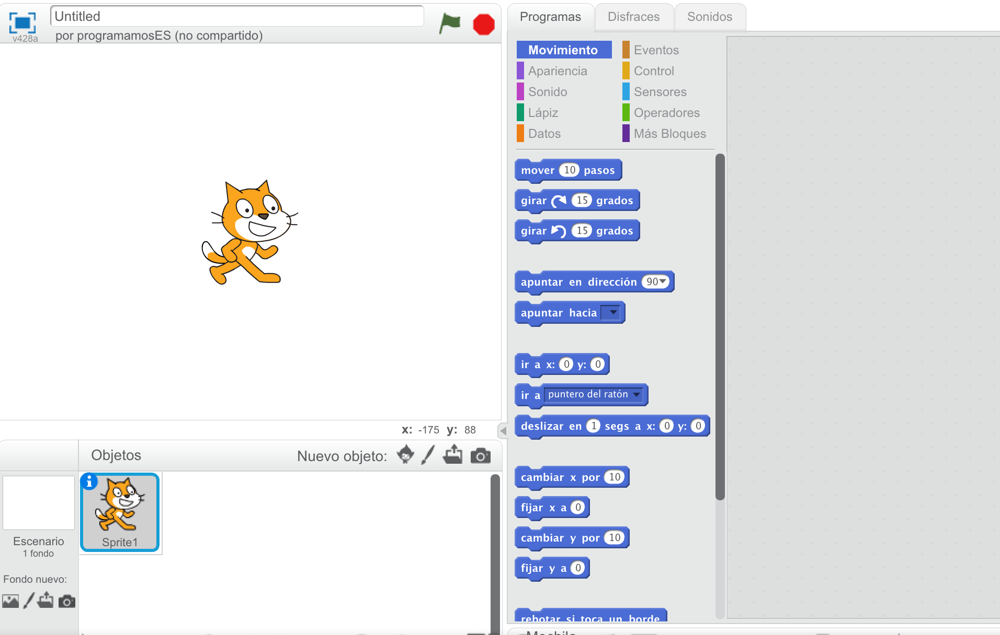 Untitled
v428a
por programamosES (no compartido)
x: -175 y: 88
Objetos
Nuevo objeto:
Sprite1
Escenario
1 fondo
Fondo nuevo:
Programas
Disfraces
Sonidos
Movimiento
Eventos
Apariencia
Control
Sonido
Sensores
Lápiz
Operadores
Datos
Más Bloques
mover 10 pasos
girar 15 grados
girar 15 grados
apuntar en dirección 90
apuntar hacia
ir a x: 0 y: 0
ir a puntero del ratón
deslizar en 1 segs a x: 0 y: 0
cambiar x por 10
fijar x a 0
cambiar y por 10
fijar y a 0
rebotar si toca un borde
Mochila